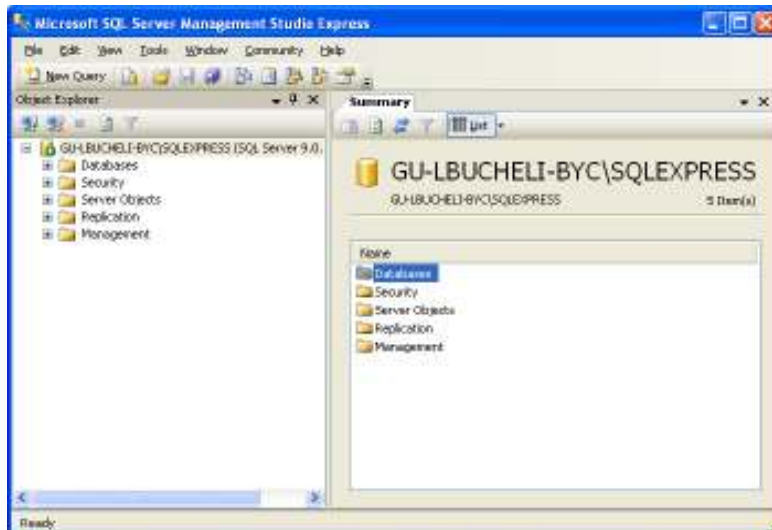 Microsoft SQL Server Management Studio Express
File Edit View Tools Window Community Help
New Query
Object Explorer
GU-LBUCHELI-BYC\SQLEXPRESS (SQL Server 9.0.
Databases
Security
Server Objects
Replication
Management
Summary
List
GU-LBUCHELI-BYC\SQLEXPRESS
GU-LBUCHELI-BYC\SQLEXPRESS
5 Item(s)
Name
Databases
Security
Server Objects
Replication
Management
Ready